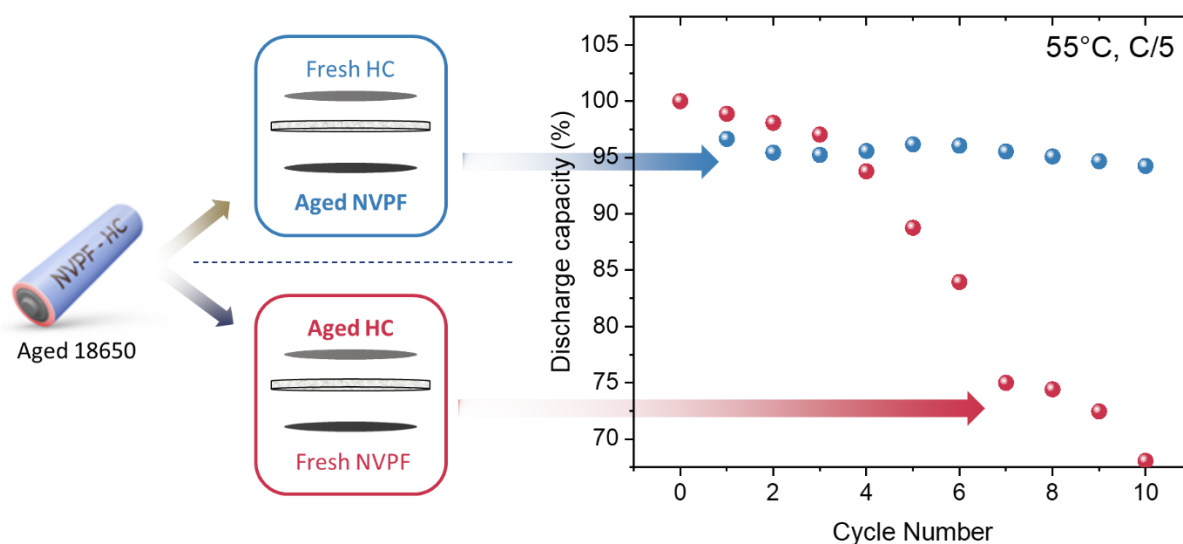 Fresh HC
Aged NVPF
NVPF - HC
Aged 18650
Aged HC
Fresh NVPF
55°C, C/5
Discharge capacity (%)
105
100
95
90
85
80
75
70
0
2
4
6
8
10
Cycle Number